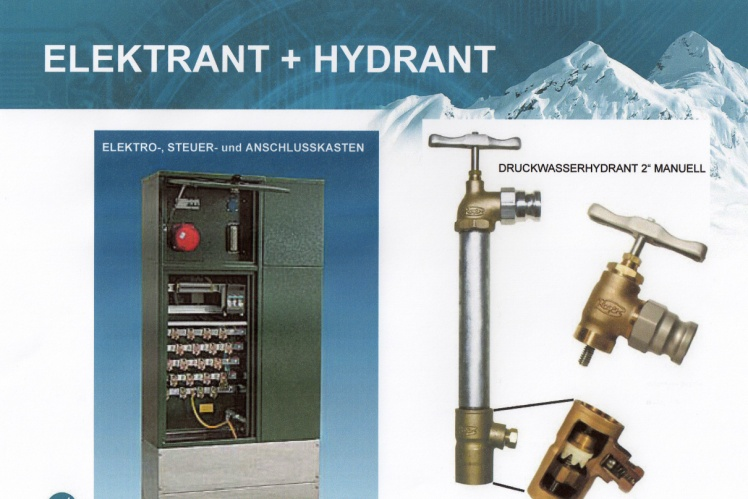 ELEKTRANT + HYDRANT
ELEKTRO-, STEUER- und ANSCHLUSSKASTEN
DRUCKWASSERHYDRANT 2“ MANUELL